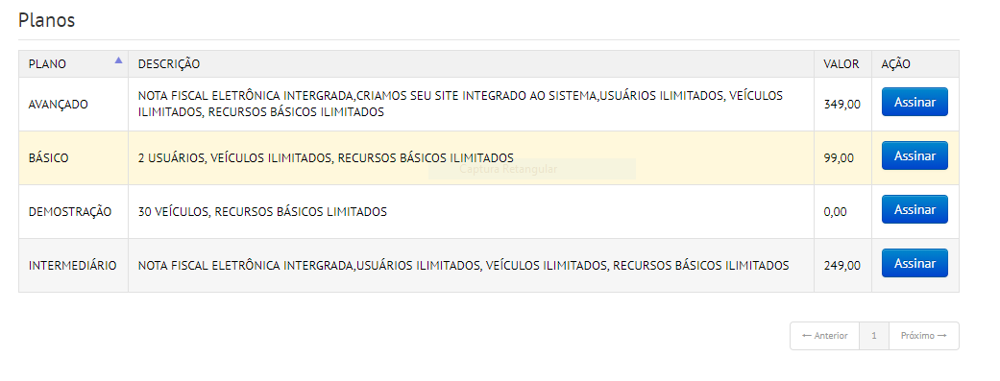 Planos
PLANO DESCRIÇÃO VALOR AÇÃO
AVANÇADO NOTA FISCAL ELETRÔNICA INTERGRADA,CRIAMOS SEU SITE INTEGRADO AO SISTEMA,USUÁRIOS ILIMITADOS, VEÍCULOS
ILIMITADOS, RECURSOS BÁSICOS ILIMITADOS 349,00 Assinar
BÁSICO 2 USUÁRIOS, VEÍCULOS ILIMITADOS, RECURSOS BÁSICOS ILIMITADOS 99,00 Assinar
Captura Retangular
DEMOSTRAÇÃO 30 VEÍCULOS, RECURSOS BÁSICOS LIMITADOS 0,00 Assinar
INTERMEDIÁRIO NOTA FISCAL ELETRÔNICA INTERGRADA,USUÁRIOS ILIMITADOS, VEÍCULOS ILIMITADOS, RECURSOS BÁSICOS ILIMITADOS 249,00 Assinar
← Anterior 1 Próximo →